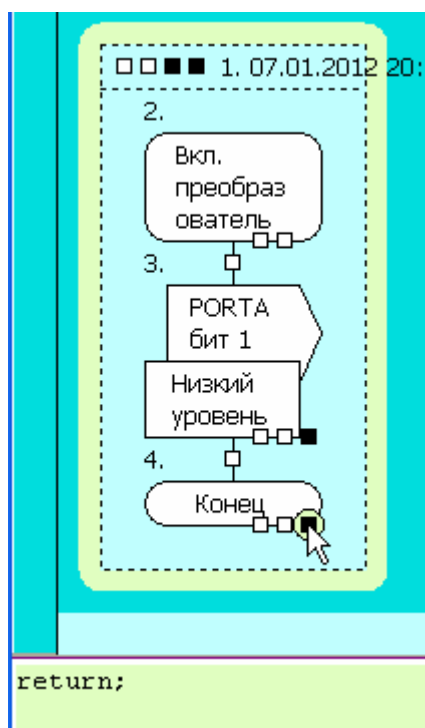 1. 07.01.2012 20:
2.
Вкл.
преобраз
ователь
3.
PORTA
бит 1
Низкий
уровень
4.
Конец
return;